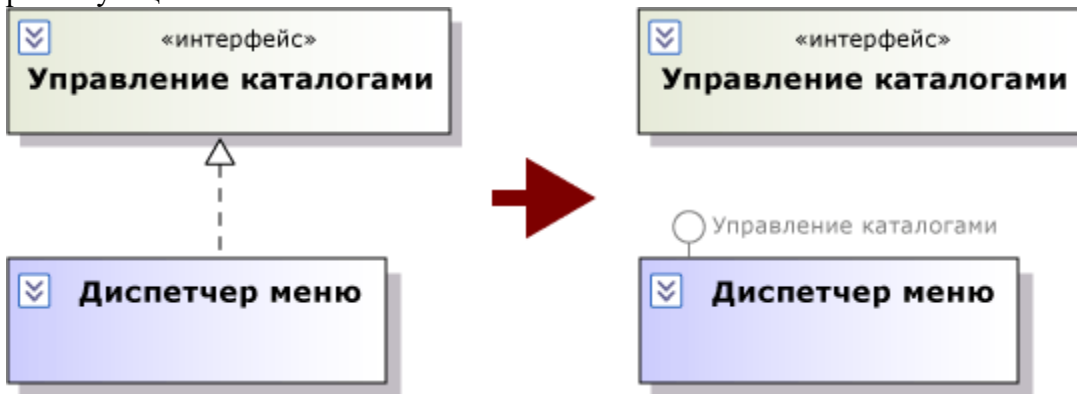 «интерфейс»
Управление каталогами
«интерфейс»
Управление каталогами
Управление каталогами
Диспетчер меню
Диспетчер меню